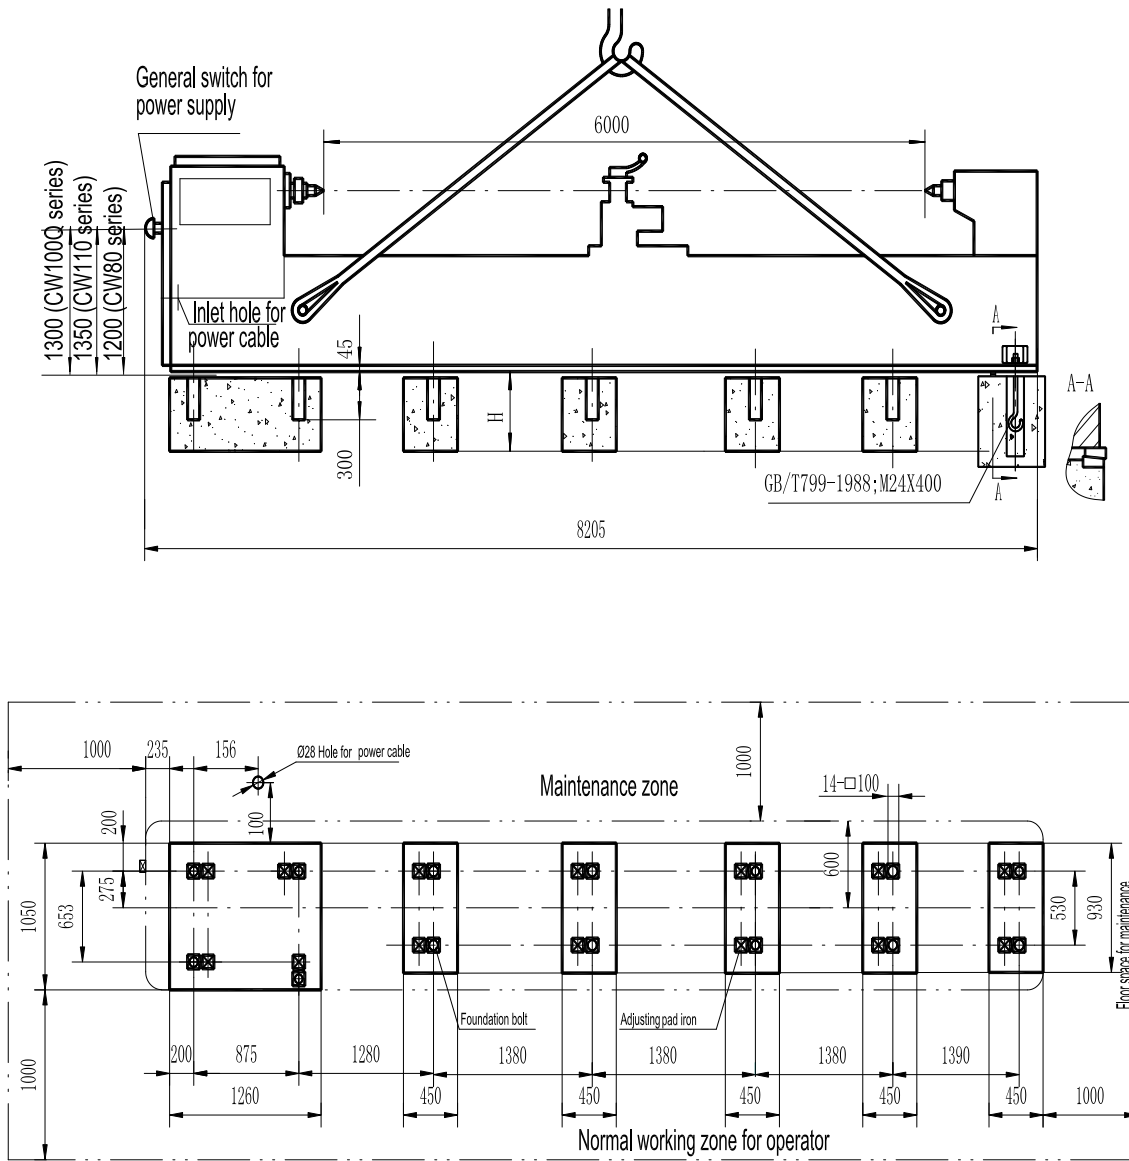 General switch for
power supply
6000
1300 (CW100Q series)
1350 (CW110 series)
1200 (CW80 series)
Inlet hole for
power cable
45
A
A-A
H
300
GB/T799-1988;M24X400
A
8205
1000
235
156
Ø28 Hole for power cable
1000
Maintenance zone
14-□100
200
100
600
275
1050
653
530
930
Floor space for maintenance
Foundation bolt
Adjusting pad iron
200
875
1280
1380
1380
1380
1390
1000
1260
450
450
450
450
450
1000
Normal working zone for operator